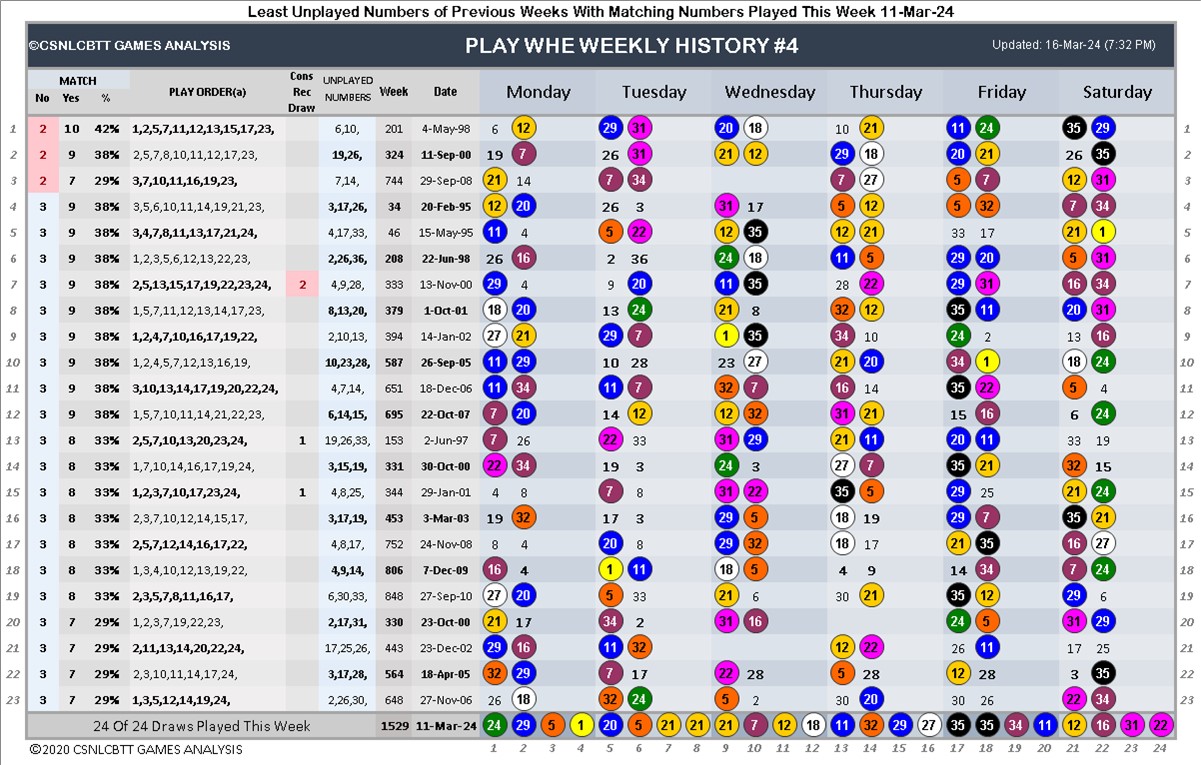 Least Unplayed Numbers of Previous Weeks With Matching Numbers Played This Week 11-Mar-24
©CSNLCBTT GAMES ANALYSIS PLAY WHE WEEKLY HISTORY #4 Updated: 16-Mar-24 (7:32 PM)
MATCH PLAY ORDER(a) Cons Rec Draw UNPLAYED NUMBERS Week Date Monday Tuesday Wednesday Thursday Friday Saturday
No Yes %
1 2 10 42% 1,2,5,7,11,12,13,15,17,23, 6,10, 201 4-May-98 6 12 29 31 20 18 10 21 11 24 35 29 1
2 2 9 38% 2,5,7,8,10,11,12,17,23, 19,26, 324 11-Sep-00 19 7 26 31 21 12 29 18 20 21 26 35 2
3 2 7 29% 3,7,10,11,16,19,23, 7,14, 744 29-Sep-08 21 14 7 34 7 27 5 7 12 31 3
4 3 9 38% 3,5,6,10,11,14,19,21,23, 3,17,26, 34 20-Feb-95 12 20 26 3 31 17 5 12 5 32 7 34 4
5 3 9 38% 3,4,7,8,11,13,17,21,24, 4,17,33, 46 15-May-95 11 4 5 22 12 35 12 21 33 17 21 1 5
6 3 9 38% 1,2,3,5,6,12,13,22,23, 2,26,36, 208 22-Jun-98 26 16 2 36 24 18 11 5 29 20 5 31 6
7 3 9 38% 2,5,13,15,17,19,22,23,24, 2 4,9,28, 333 13-Nov-00 29 4 9 20 11 35 28 22 29 31 16 34 7
8 3 9 38% 1,5,7,11,12,13,14,17,23, 8,13,20, 379 1-Oct-01 18 20 13 24 21 8 32 12 35 11 20 31 8
9 3 9 38% 1,2,4,7,10,16,17,19,22, 2,10,13, 394 14-Jan-02 27 21 29 7 1 35 34 10 24 2 13 16 9
10 3 9 38% 1,2,4,5,7,12,13,16,19, 10,23,28, 587 26-Sep-05 11 29 10 28 23 27 21 20 34 1 18 24 10
11 3 9 38% 3,10,13,14,17,19,20,22,24, 4,7,14, 651 18-Dec-06 11 34 11 7 32 7 16 14 35 22 5 4 11
12 3 9 38% 1,5,7,10,11,14,21,22,23, 6,14,15, 695 22-Oct-07 7 20 14 12 12 32 31 21 15 16 6 24 12
13 3 8 33% 2,5,7,10,13,20,23,24, 1 19,26,33, 153 2-Jun-97 7 26 22 33 31 29 21 11 20 11 33 19 13
14 3 8 33% 1,7,10,14,16,17,19,24, 3,15,19, 331 30-Oct-00 22 34 19 3 24 3 27 7 35 21 32 15 14
15 3 8 33% 1,2,3,7,10,17,23,24, 1 4,8,25, 344 29-Jan-01 4 8 7 8 31 22 35 5 29 25 21 24 15
16 3 8 33% 2,3,7,10,12,14,15,17, 3,17,19, 453 3-Mar-03 19 32 17 3 29 5 18 19 29 7 35 21 16
17 3 8 33% 2,5,7,12,14,16,17,22, 4,8,17, 752 24-Nov-08 8 4 20 8 29 32 18 17 21 35 16 27 17
18 3 8 33% 1,3,4,10,12,13,19,22, 4,9,14, 806 7-Dec-09 16 4 1 11 18 5 4 9 14 34 7 24 18
19 3 8 33% 2,3,5,7,8,11,16,17, 6,30,33, 648 27-Sep-10 27 20 5 33 21 6 30 21 35 12 29 6 19
20 3 7 29% 1,2,3,7,19,22,23, 2,17,31, 330 23-Oct-00 21 17 34 2 31 16 24 5 31 29 20
21 3 7 29% 2,11,13,14,20,22,24, 17,25,26, 443 23-Dec-02 29 16 11 32 12 22 26 11 17 25 21
22 3 7 29% 2,3,10,11,14,17,24, 3,17,28, 564 18-Apr-05 32 29 7 17 22 28 5 28 12 28 3 35 22
23 3 7 29% 1,3,5,12,14,19,24, 2,26,30, 648 27-Nov-06 26 18 32 24 5 2 30 20 30 26 22 34 23
24 Of 24 Draws Played This Week 1529 11-Mar-24 24 29 5 1 20 5 21 21 21 7 12 18 11 32 29 27 35 35 34 11 12 16 31 22
©2020 CSNLCBTT GAMES ANALYSIS 1 2 3 4 5 6 7 8 9 10 11 12 13 14 15 16 17 18 19 20 21 22 23 24